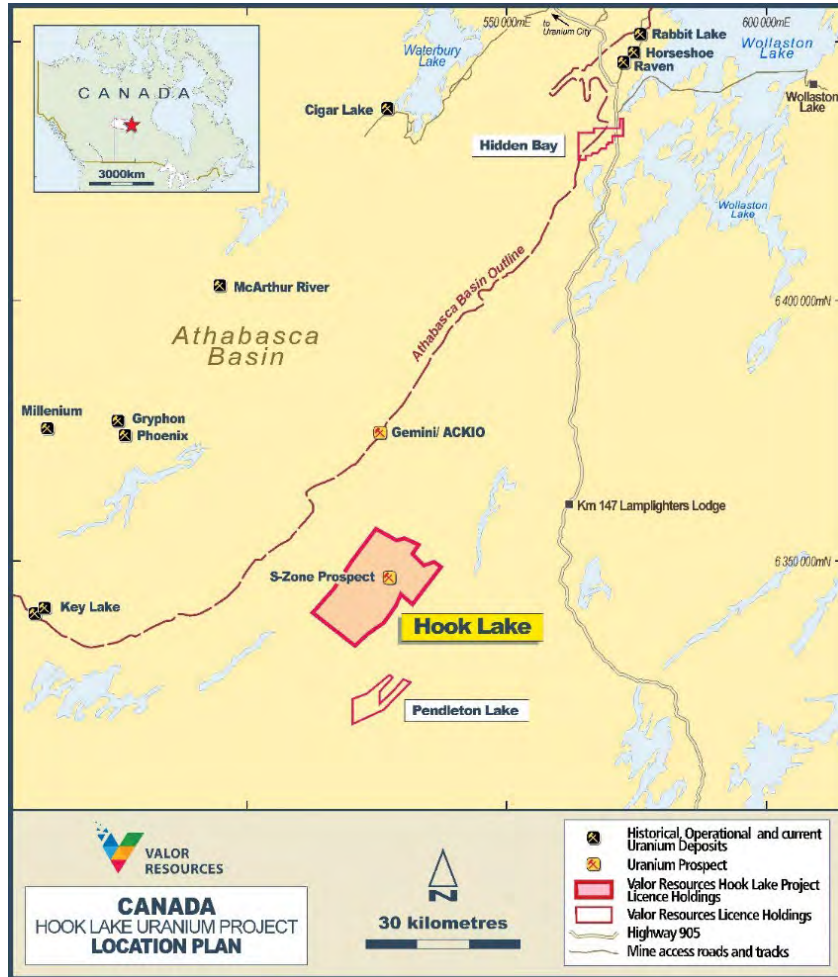 550 000mE
600 000mE
to
Uranium City
Rabbit Lake
Horseshoe
Raven
Waterbury
Lake
Wollaston
Lake
Wollaston
Lake
CANADA
3000km
Cigar Lake
Hidden Bay
Wollaston
Lake
McArthur River
6 400 000mN
Athabasca Basin Outline
Athabasca
Basin
Millenium
Gryphon
Phoenix
Gemini/ ACKIO
Km 147 Lamplighters Lodge
6 350 000mN
S-Zone Prospect
Key Lake
Hook Lake
Pendleton Lake
VALOR
RESOURCES
CANADA
HOOK LAKE URANIUM PROJECT
LOCATION PLAN
N
30 kilometres
Historical, Operational and current
Uranium Deposits
Uranium Prospect
Valor Resources Hook Lake Project
Licence Holdings
Valor Resources Licence Holdings
Highway 905
Mine access roads and tracks